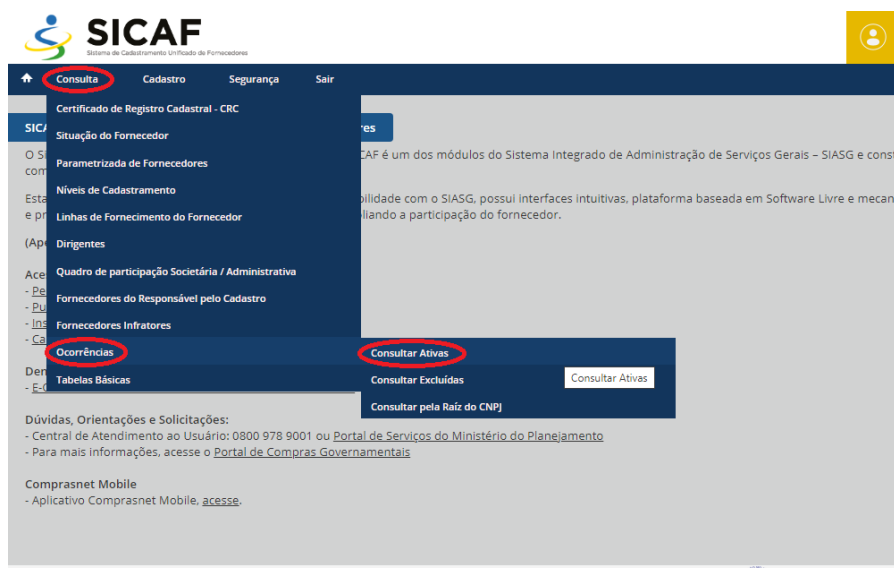 SICAF
Sistema de Cadastramento Unificado de Fornecedores
Consulta Cadastro Segurança Sair
Certificado de Registro Cadastral - CRC
SICA res
Situação do Fornecedor
O SI CAF é um dos módulos do Sistema Integrado de Administração de Serviços Gerais – SIASG e cons
Parametrizada de Fornecedores
com
Níveis de Cadastramento
Esta bilidade com o SIASG, possui interfaces intuitivas, plataforma baseada em Software Livre e mecan
Linhas de Fornecimento do Fornecedor
e pr liando a participação do fornecedor.
(Ap
Dirigentes
Quadro de participação Societária / Administrativa
Ace
- Pe
Fornecedores do Responsável pelo Cadastro
- Pu
- Ins
Fornecedores Infratores
- Ca
Ocorrências
Consultar Ativas
Den
Tabelas Básicas
Consultar Excluídas
Consultar Ativas
- E-
Consultar pela Raíz do CNPJ
Dúvidas, Orientações e Solicitações:
- Central de Atendimento ao Usuário: 0800 978 9001 ou Portal de Serviços do Ministério do Planejamento
- Para mais informações, acesse o Portal de Compras Governamentais
Comprasnet Mobile
- Aplicativo Comprasnet Mobile, acesse.